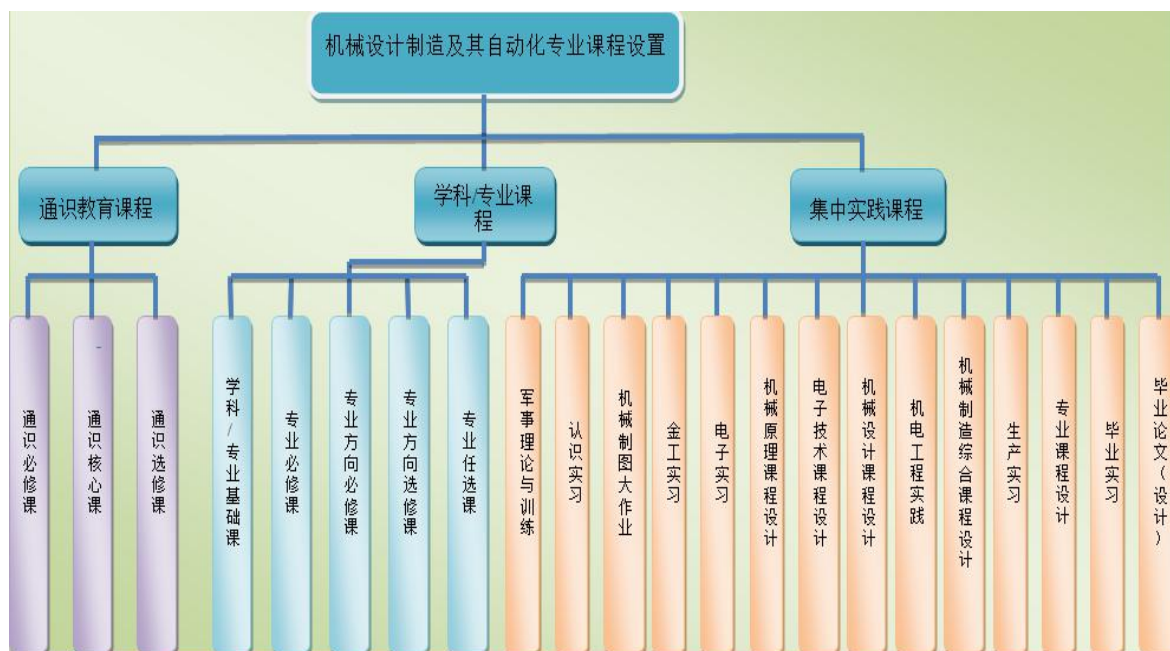 机械设计制造及其自动化专业课程设置
通识教育课程
学科/专业课
程
集中实践课程
通识必修课
通识核心课
通识选修课
学科/专业基础课
专业必修课
专业方向必修课
专业方向选修课
专业任选课
军事理论与训练
认识实习
机械制图大作业
金工实习
电子实习
机械原理课程设计
电子技术课程设计
机械设计课程设计
机电工程实践
机械制造综合课程设计
生产实习
专业课程设计
毕业实习
毕业论文(设计)